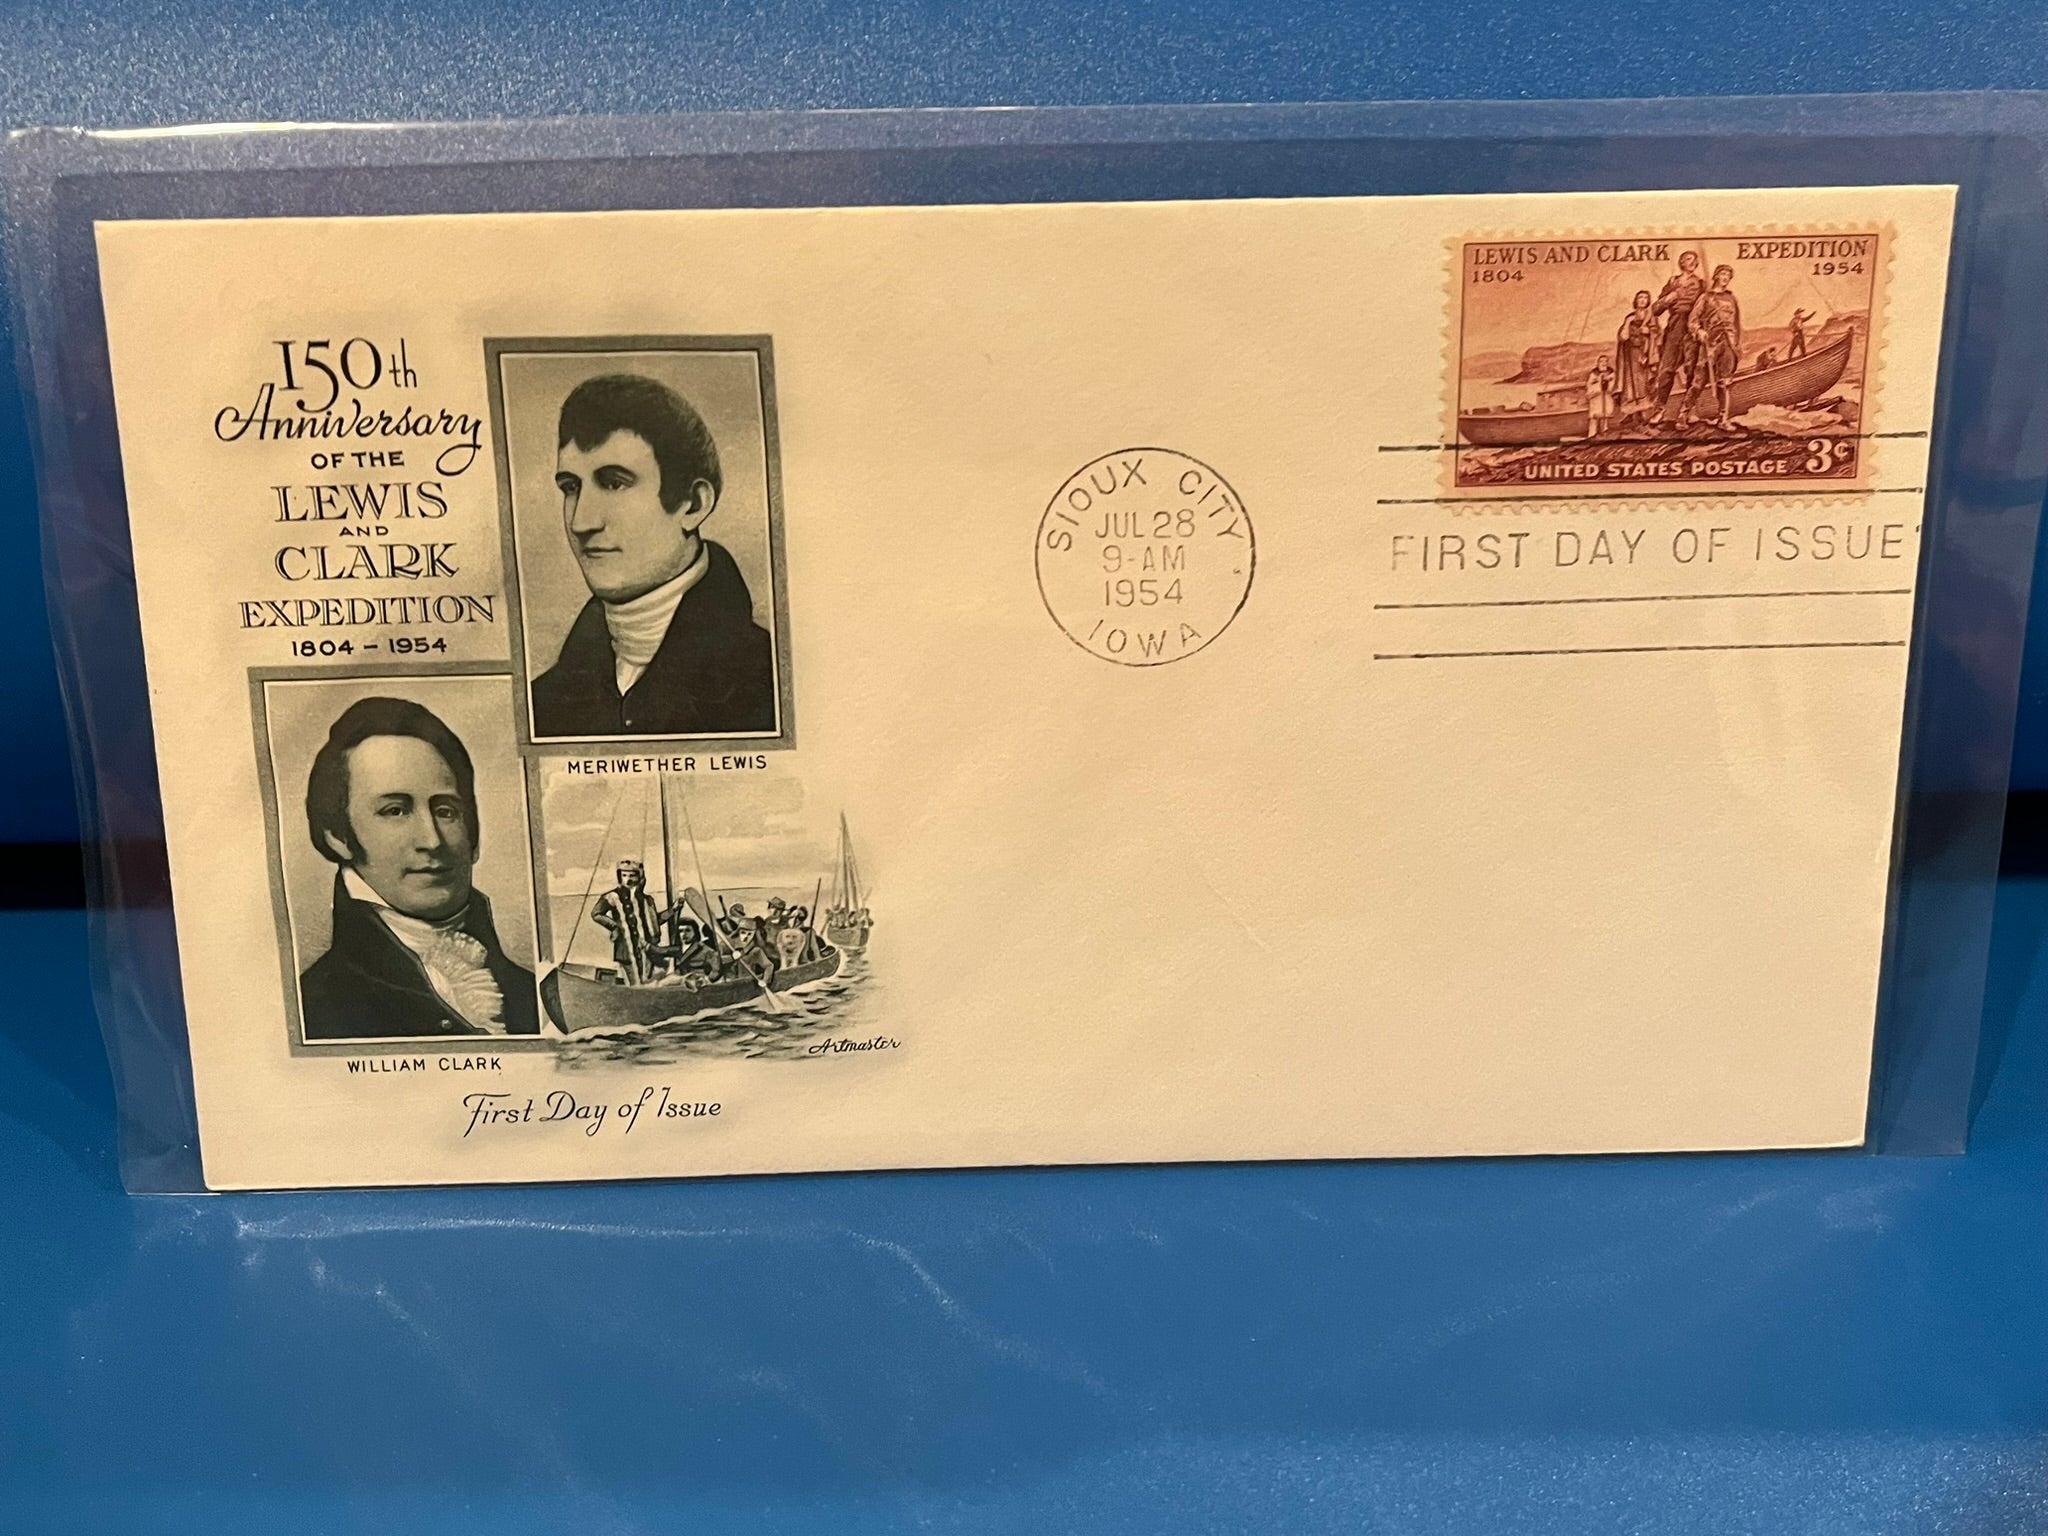 150th
Anniversary
OF THE
LEWIS
AND
CLARK
EXPEDITION
1804 – 1954
MERIWETHER LEWIS
WILLIAM CLARK
Artmaster
First Day of Issue
SIOUX CITY
JUL 28
9-AM
1954
IOWA
LEWIS AND CLARK EXPEDITION
1804 1954
UNITED STATES POSTAGE 3¢
FIRST DAY OF ISSUE